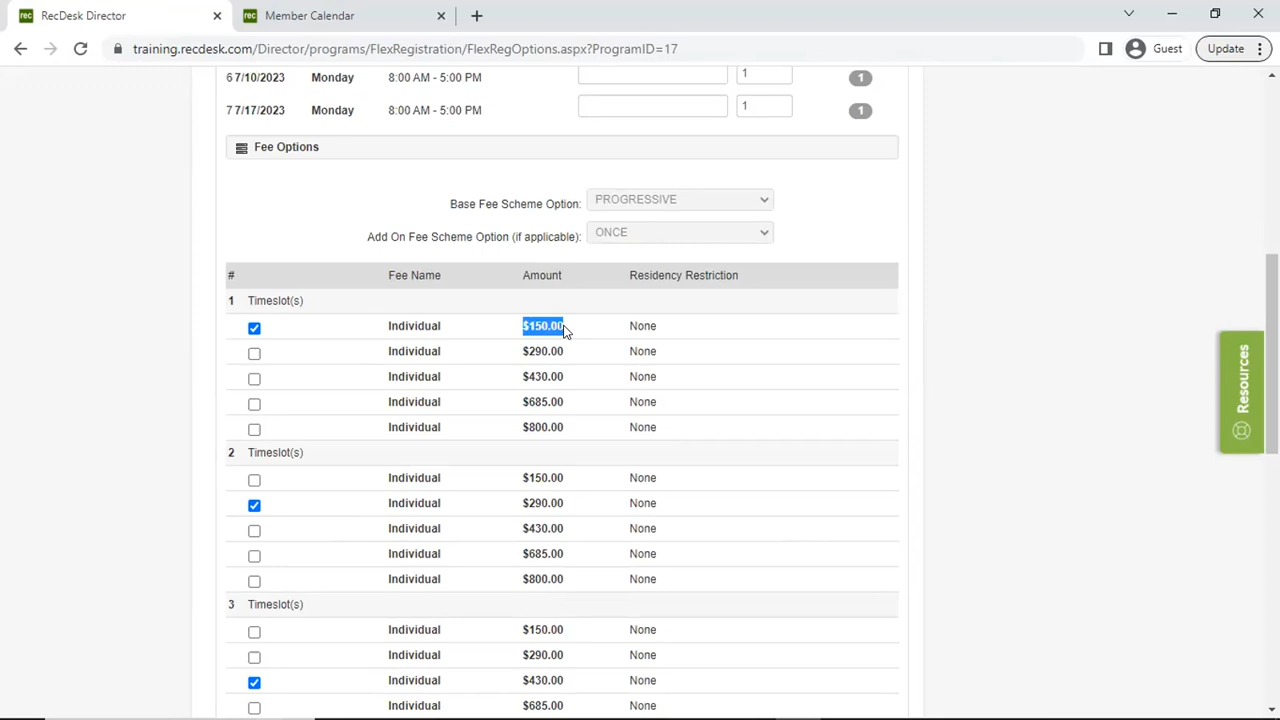 RecDesk Director
Member Calendar
training.recdesk.com/Director/programs/FlexRegistration/FlexRegOptions.aspx?ProgramID=17
Guest
Update
6 7/10/2023 Monday 8:00 AM - 5:00 PM 1 1
7 7/17/2023 Monday 8:00 AM - 5:00 PM 1 1
Fee Options
Base Fee Scheme Option: PROGRESSIVE
Add On Fee Scheme Option (if applicable): ONCE
# Fee Name Amount Residency Restriction
1 Timeslot(s)
Individual $150.00 None
Individual $290.00 None
Individual $430.00 None
Individual $685.00 None
Individual $800.00 None
2 Timeslot(s)
Individual $150.00 None
Individual $290.00 None
Individual $430.00 None
Individual $685.00 None
Individual $800.00 None
3 Timeslot(s)
Individual $150.00 None
Individual $290.00 None
Individual $430.00 None
Individual $685.00 None
Resources